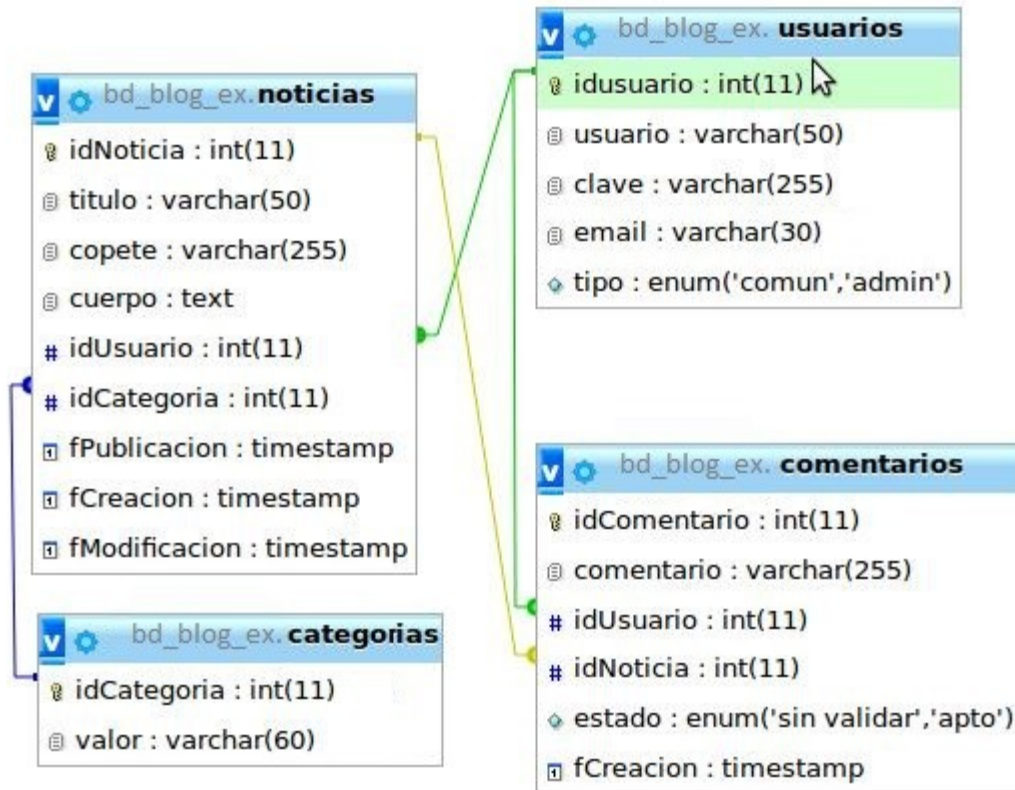 bd_blog_ex. noticias
idNoticia : int(11)
titulo : varchar(50)
copete : varchar(255)
cuerpo : text
idUsuario : int(11)
idCategoria : int(11)
fPublicacion : timestamp
fCreacion : timestamp
fModificacion : timestamp
bd_blog_ex. categorias
idCategoria : int(11)
valor : varchar(60)
bd_blog_ex. usuarios
idusuario : int(11)
usuario : varchar(50)
clave : varchar(255)
email : varchar(30)
tipo : enum('comun','admin')
bd_blog_ex. comentarios
idComentario : int(11)
comentario : varchar(255)
idUsuario : int(11)
idNoticia : int(11)
estado : enum('sin validar','apto')
fCreacion : timestamp